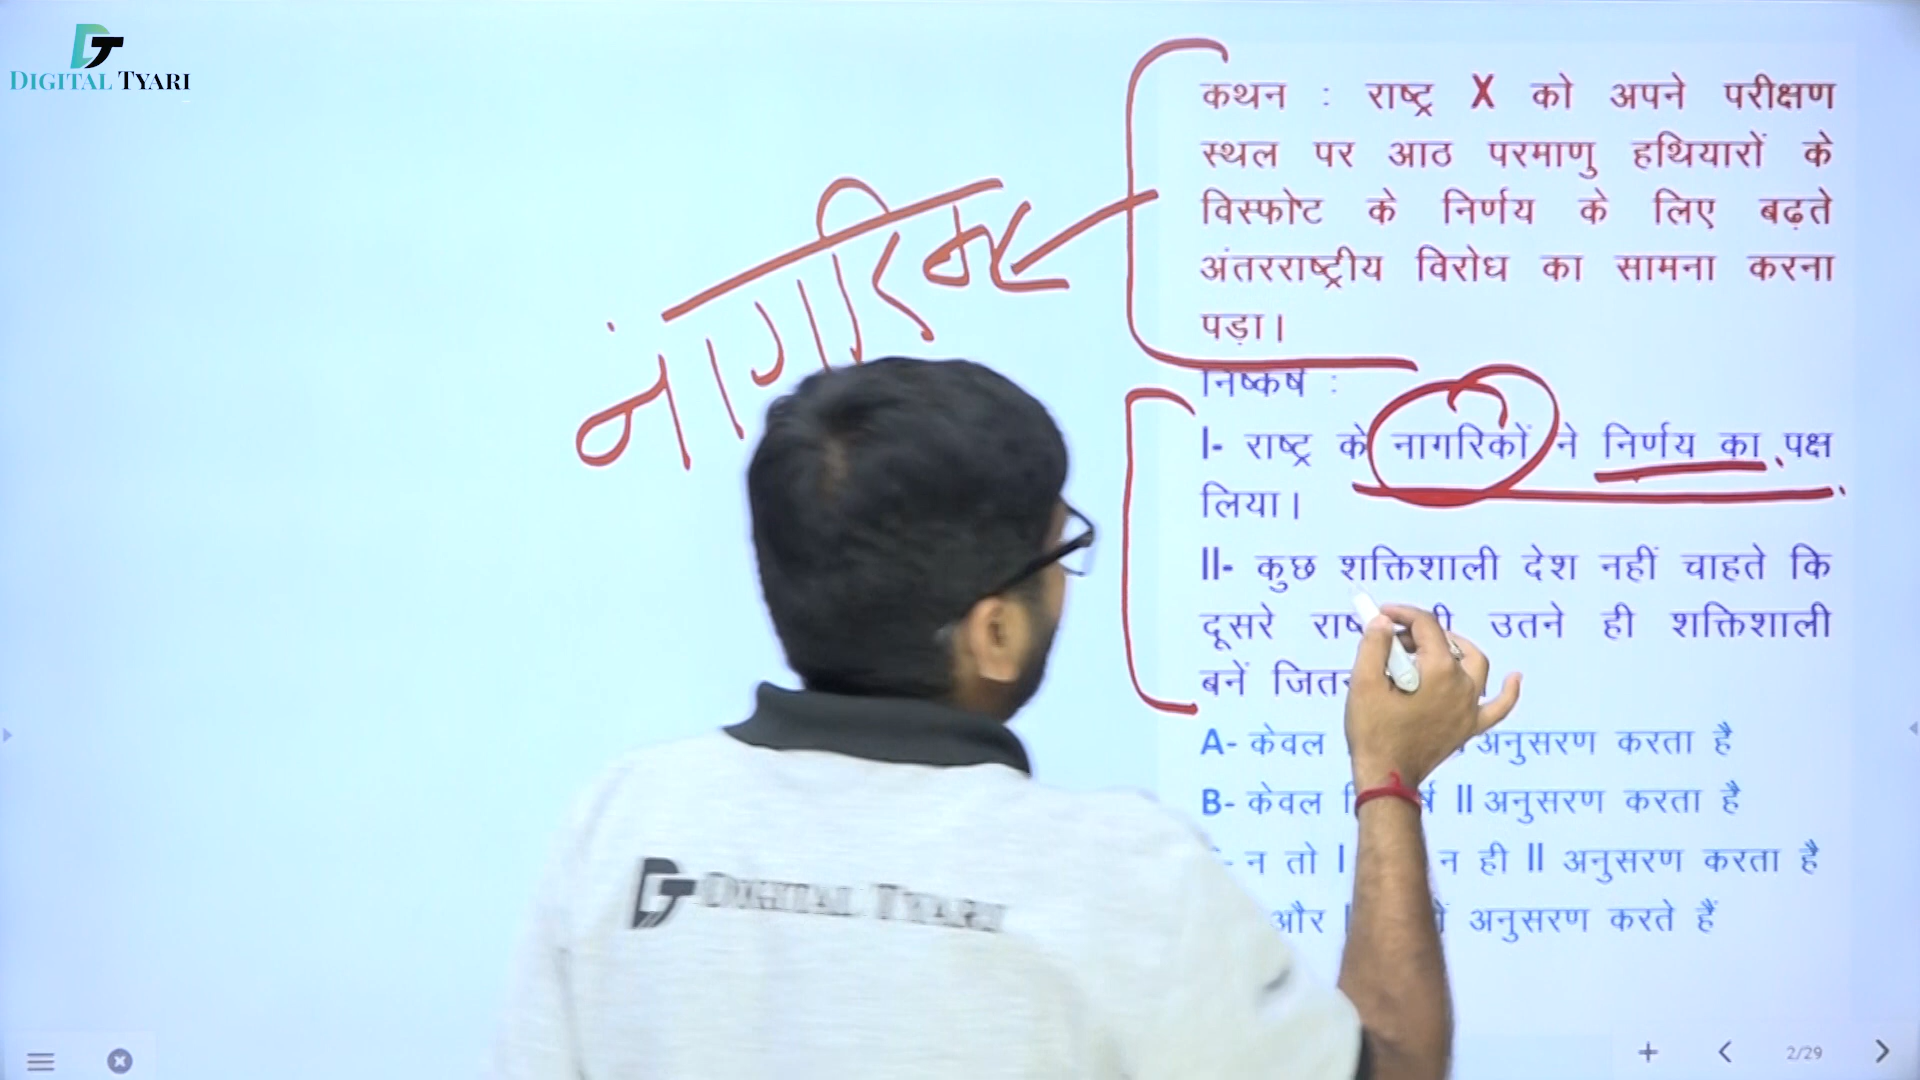 DIGITAL TYARI
कथन : राष्ट्र X को अपने परीक्षण
स्थल पर आठ परमाणु हथियारों के
विस्फोट के निर्णय के लिए बढ़ते
अंतरराष्ट्रीय विरोध का सामना करना
पड़ा।
नागरिक
निष्कर्ष :
I- राष्ट्र के नागरिकों ने निर्णय का पक्ष
लिया।
II- कुछ शक्तिशाली देश नहीं चाहते कि
दूसरे उतने ही शक्तिशाली
बनें
A- केवल अनुसरण करता है
B- केवल II अनुसरण करता है
न तो I न ही II अनुसरण करता है
और अनुसरण करते हैं
DIGITAL TYARI
2/29